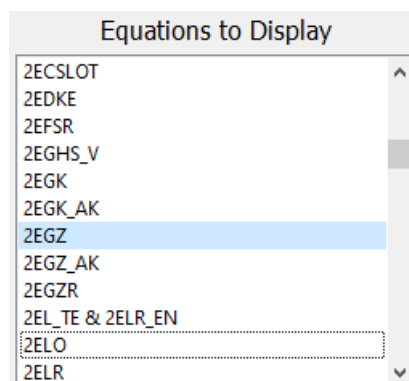 Equations to Display
2ECSLOT
2EDKE
2EFSR
2EGHS_V
2EGK
2EGK_AK
2EGZ
2EGZ_AK
2EGZR
2EL_TE & 2ELR_EN
2ELO
2ELR